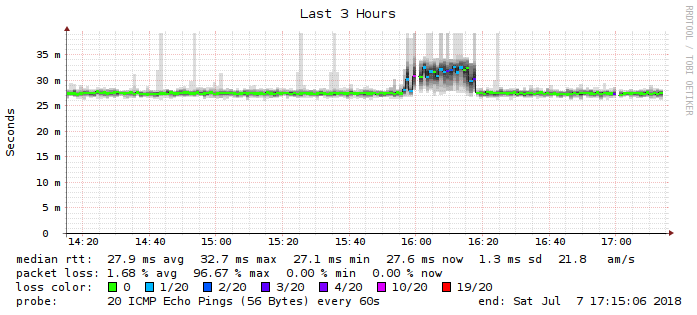 Last 3 Hours
RRDTOOL / TOBI OETIKER
Seconds
35 m
30 m
25 m
20 m
15 m
10 m
5 m
0
14:20 14:40 15:00 15:20 15:40 16:00 16:20 16:40 17:00
median rtt: 27.9 ms avg 32.7 ms max 27.1 ms min 27.6 ms now 1.3 ms sd 21.8 am/s
packet loss: 1.68 % avg 96.67 % max 0.00 % min 0.00 % now
loss color: 0 1/20 2/20 3/20 4/20 10/20 19/20
probe: 20 ICMP Echo Pings (56 Bytes) every 60s end: Sat Jul 7 17:15:06 2018